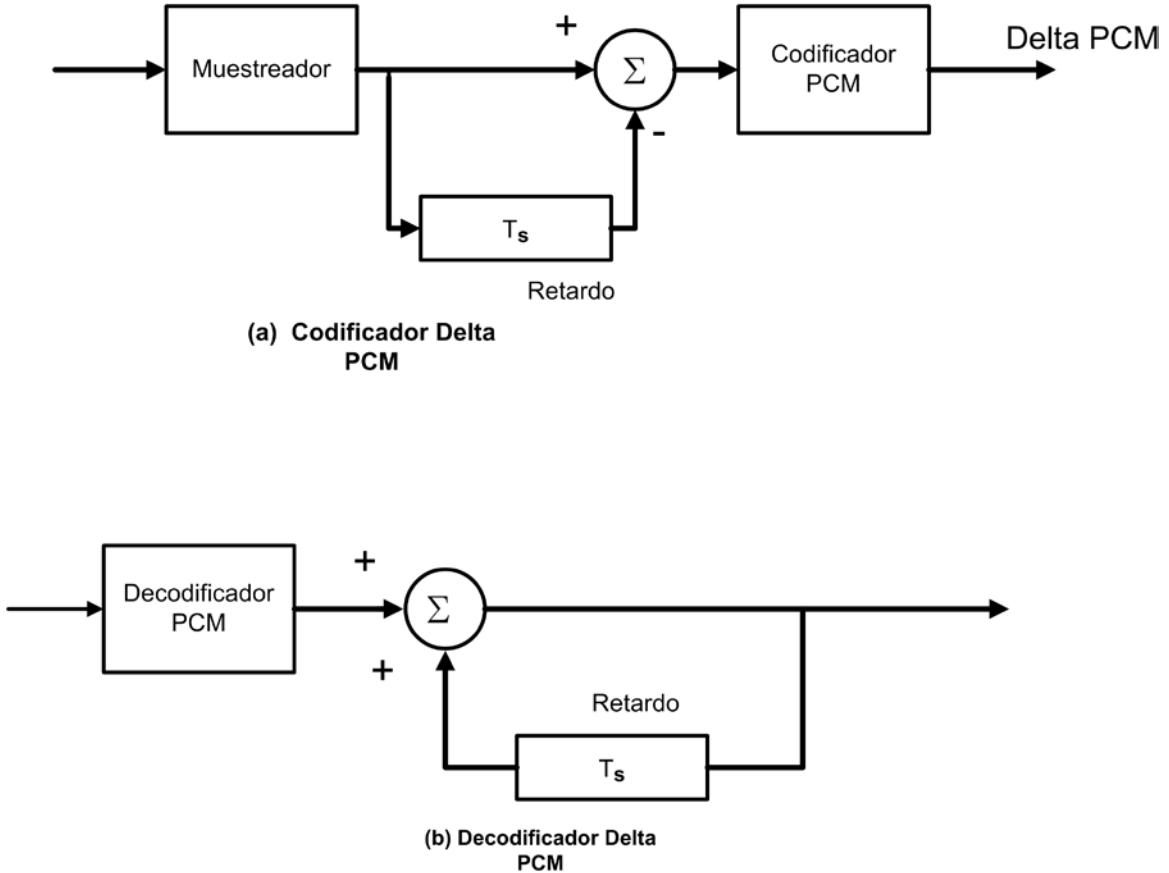 +
Delta PCM
Muestreador
Σ
Codificador
PCM
-
Ts
Retardo
(a) Codificador Delta
PCM
Decodificador
PCM
+
Σ
+
Retardo
Ts
(b) Decodificador Delta
PCM